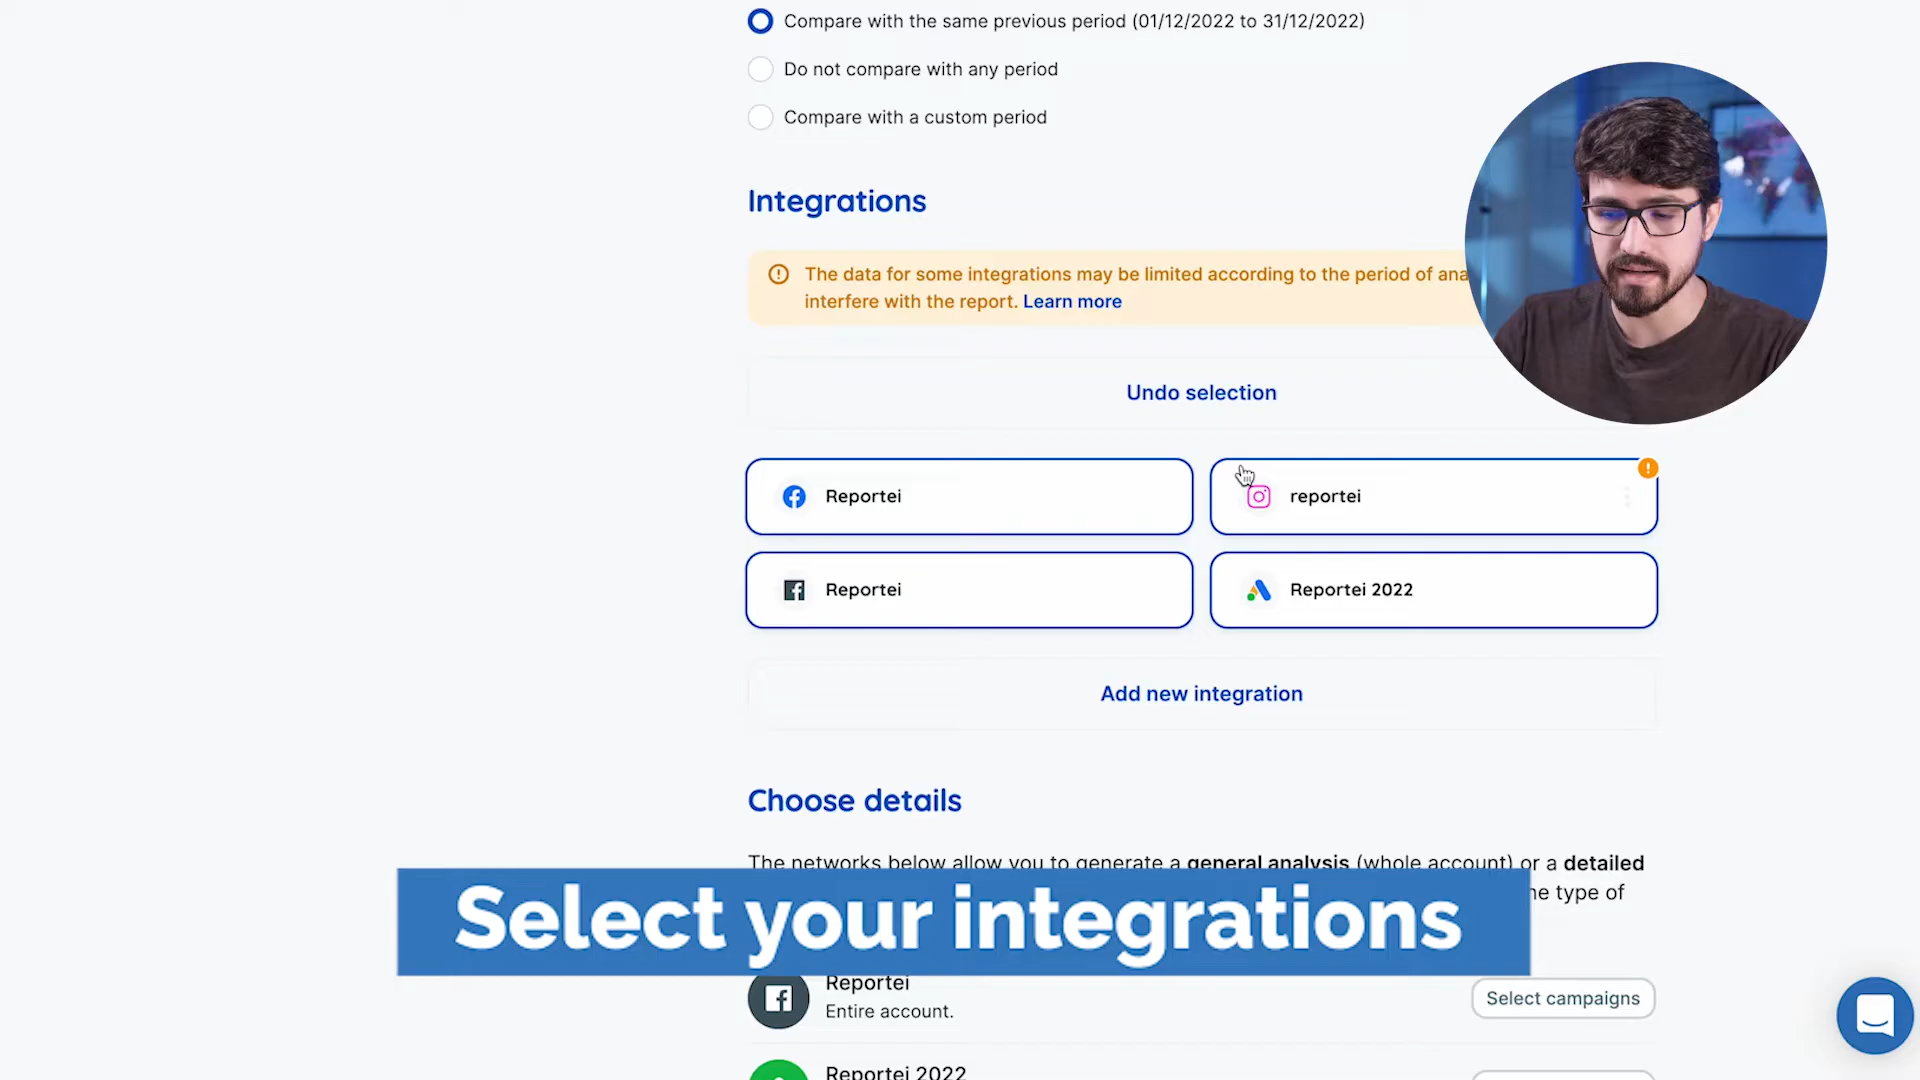 Compare with the same previous period (01/12/2022 to 31/12/2022)
Do not compare with any period
Compare with a custom period
Integrations
The data for some integrations may be limited according to the period of ana
interfere with the report. Learn more
Undo selection
Reportei
reportei
Reportei
Reportei 2022
Add new integration
Choose details
The networks below allow you to generate a general analysis (whole account) or a detailed
he type of
Select your integrations
Reportei
Entire account.
Select campaigns
Reportei 2022